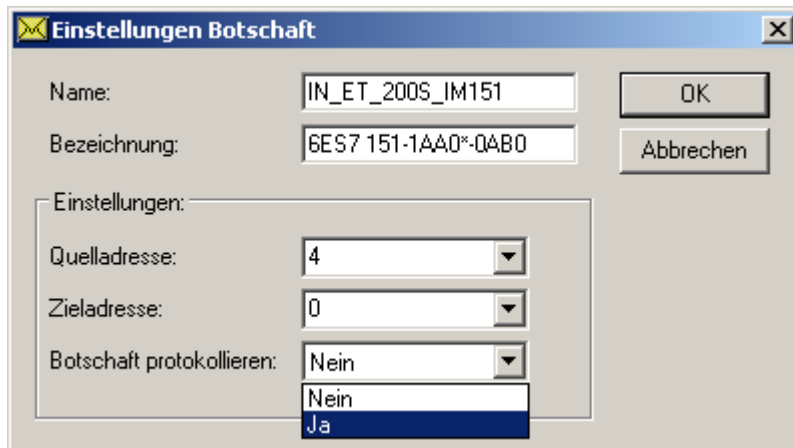 Einstellungen Botschaft
Name: IN_ET_200S_IM151 OK
Bezeichnung: 6ES7 151-1AA0*-0AB0 Abbrechen
Einstellungen:
Quelladresse: 4
Zieladresse: 0
Botschaft protokollieren: Nein
Nein
Ja